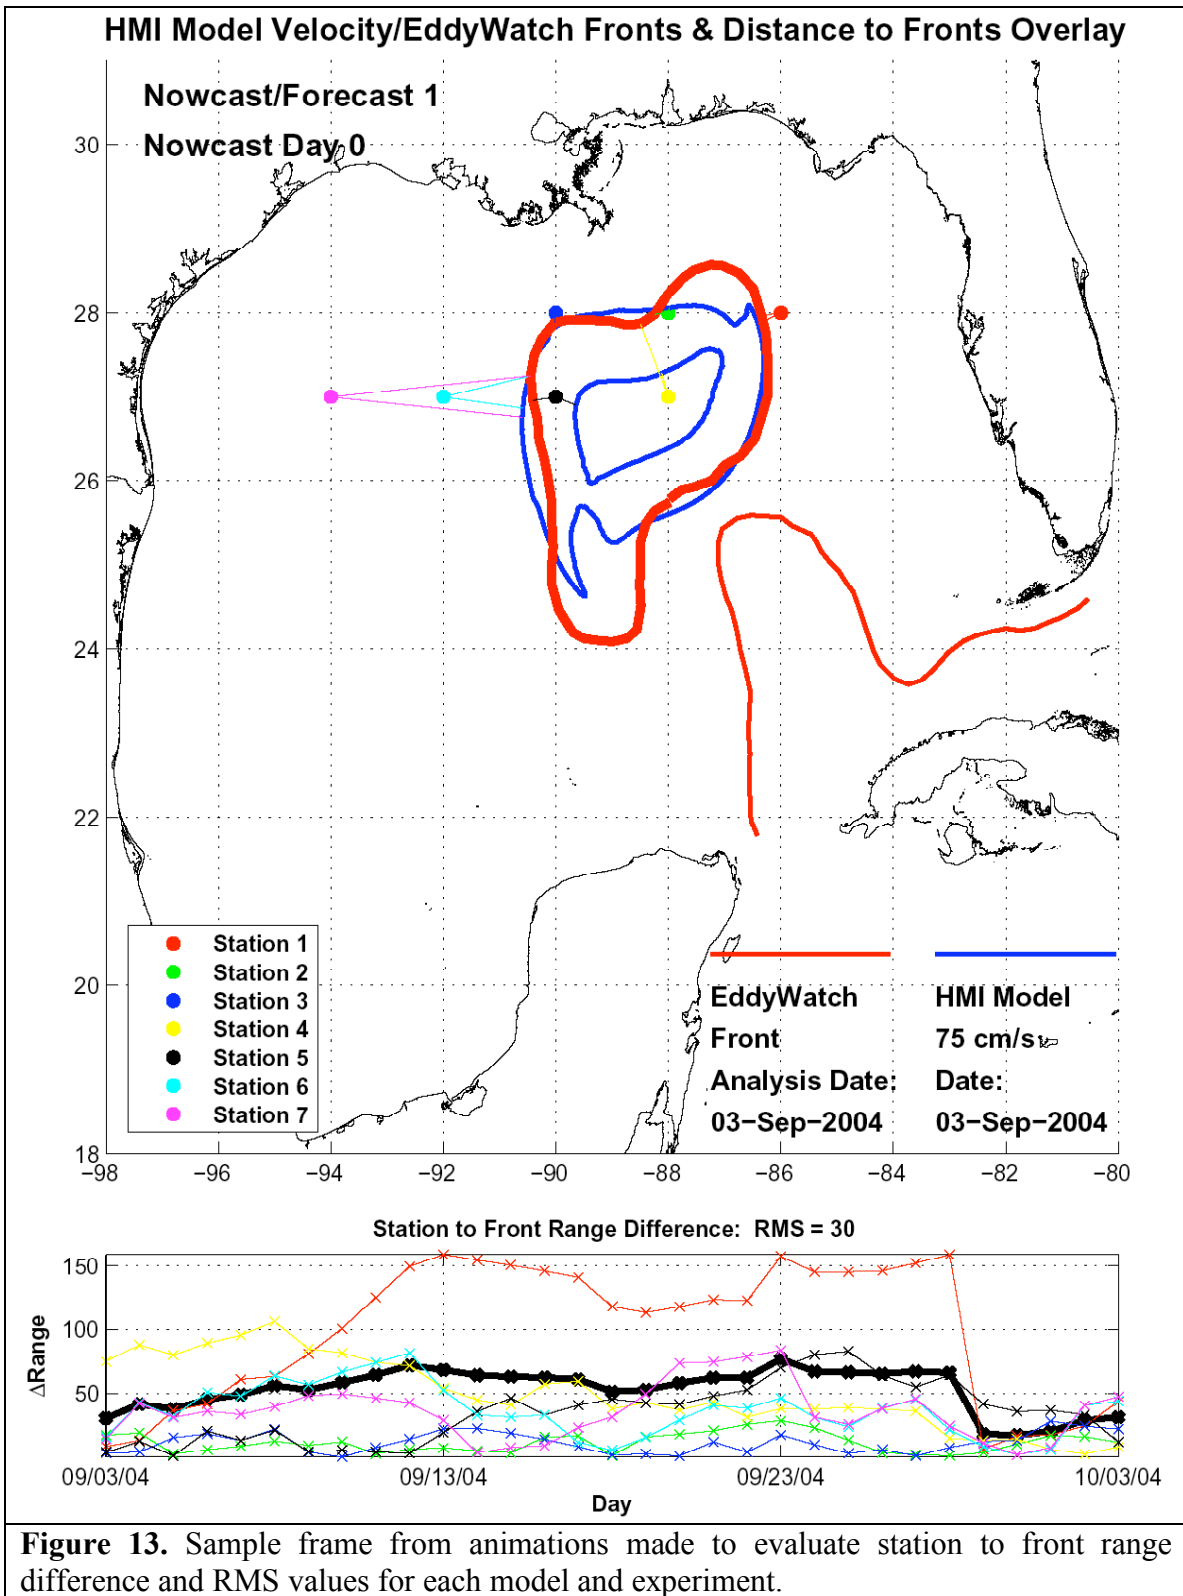 HMI Model Velocity/EddyWatch Fronts & Distance to Fronts Overlay
Nowcast/Forecast 1
Nowcast Day 0
30
28
26
24
22
20
18
−98 −96 −94 −92 −90 −88 −86 −84 −82 −80
Station 1
Station 2
Station 3
Station 4
Station 5
Station 6
Station 7
EddyWatch
Front
Analysis Date:
03−Sep−2004
HMI Model
75 cm/s
Date:
03−Sep−2004
Station to Front Range Difference: RMS = 30
150
100
50
ΔRange
09/03/04 09/13/04 09/23/04 10/03/04
Day
Figure 13. Sample frame from animations made to evaluate station to front range
difference and RMS values for each model and experiment.